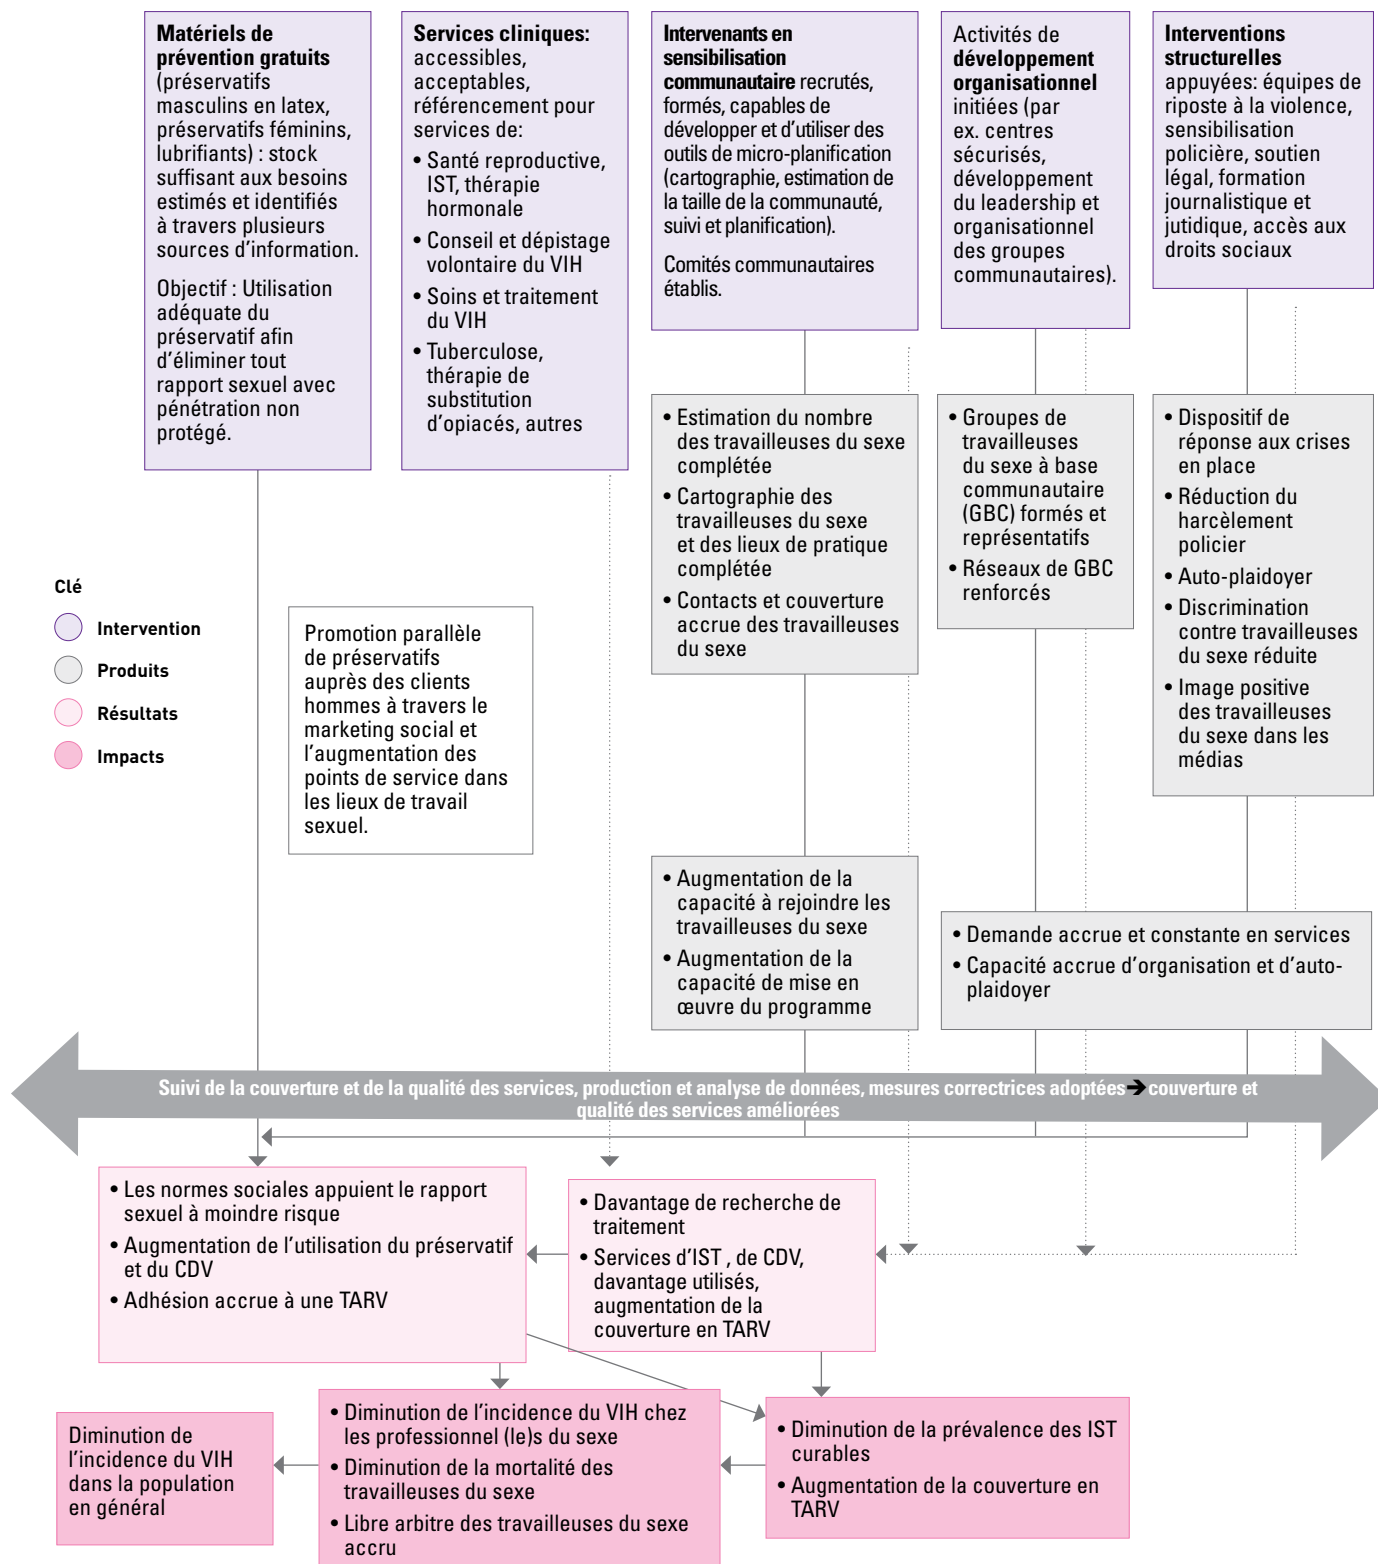 Matériels de
prévention gratuits
(préservatifs
masculins en latex,
préservatifs féminins,
lubrifiants) : stock
suffisant aux besoins
estimés et identifiés
à travers plusieurs
sources d'information.
Objectif : Utilisation
adéquate du
préservatif afin
d'éliminer tout
rapport sexuel avec
pénétration non
protégé.
Services cliniques:
accessibles,
acceptables,
référencement pour
services de:
• Santé reproductive,
IST, thérapie
hormonale
• Conseil et dépistage
volontaire du VIH
• Soins et traitement
du VIH
• Tuberculose,
thérapie de
substitution
d'opiacés, autres
Intervenants en
sensibilisation
communautaire recrutés,
formés, capables de
développer et d'utiliser des
outils de micro-planification
(cartographie, estimation de
la taille de la communauté,
suivi et planification).
Comités communautaires
établis.
Activités de
développement
organisationnel
initiées (par
ex. centres
sécurisés,
développement
du leadership et
organisationnel
des groupes
communautaires).
Interventions
structurelles
appuyées: équipes de
riposte à la violence,
sensibilisation
policière, soutien
légal, formation
journalistique et
jutidique, accès aux
droits sociaux
• Estimation du nombre
des travailleuses du sexe
complétée
• Cartographie des
travailleuses du sexe
et des lieux de pratique
complétée
• Contacts et couverture
accrue des travailleuses
du sexe
• Groupes de
travailleuses
du sexe à base
communautaire
(GBC) formés et
représentatifs
• Réseaux de GBC
renforcés
• Dispositif de
réponse aux crises
en place
• Réduction du
harcèlement
policier
• Auto-plaidoyer
• Discrimination
contre travailleuses
du sexe réduite
• Image positive
des travailleuses
du sexe dans les
médias
Clé
Intervention
Produits
Résultats
Impacts
Promotion parallèle
de préservatifs
auprès des clients
hommes à travers le
marketing social et
l'augmentation des
points de service dans
les lieux de travail
sexuel.
• Augmentation de la
capacité à rejoindre les
travailleuses du sexe
• Augmentation de la
capacité de mise en
œuvre du programme
• Demande accrue et constante en services
• Capacité accrue d'organisation et d'auto-
plaidoyer
Suivi de la couverture et de la qualité des services, production et analyse de données, mesures correctrices adoptées➔couverture et
qualité des services améliorées
• Les normes sociales appuient le rapport
sexuel à moindre risque
• Augmentation de l'utilisation du préservatif
et du CDV
• Adhésion accrue à une TARV
• Davantage de recherche de
traitement
• Services d'IST , de CDV,
davantage utilisés,
augmentation de la
couverture en TARV
Diminution de
l'incidence du VIH
dans la population
en général
• Diminution de l'incidence du VIH chez
les professionnel (le)s du sexe
• Diminution de la mortalité des
travailleuses du sexe
• Libre arbitre des travailleuses du sexe
accru
• Diminution de la prévalence des IST
curables
• Augmentation de la couverture en
TARV